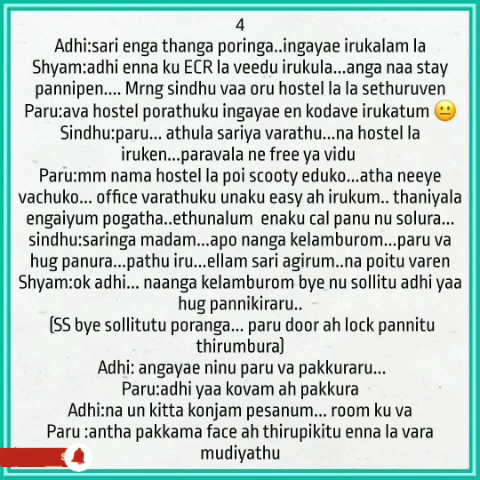 4
Adhi:sari enga thanga poringa..ingayae irukalam la
Shyam:adhi enna ku ECR la veedu irukula...anga naa stay
pannipen.... Mrng sindhu vaa oru hostel la la sethuruven
Paru:ava hostel porathuku ingayae en kodave irukatum 😐
Sindhu:paru... athula sariya varathu...na hostel la
iruken...paravala ne free ya vidu
Paru:mm nama hostel la poi scooty eduko...atha neeye
vachuko... office varathuku unaku easy ah irukum.. thaniyala
engaiyum pogatha..ethunalum  enaku cal panu nu solura...
sindhu:saringa madam...apo nanga kelamburom...paru va
hug panura...pathu iru...ellam sari agirum..na poitu varen
Shyam:ok adhi... naanga kelamburom bye nu sollitu adhi yaa
hug pannikiraru..
(SS bye sollitutu poranga... paru door ah lock pannitu
thirumbura)
Adhi: angayae ninu paru va pakkuraru...
Paru:adhi yaa kovam ah pakkura
Adhi:na un kitta konjam pesanum... room ku va
Paru :antha pakkama face ah thirupikitu enna la vara
mudiyathu